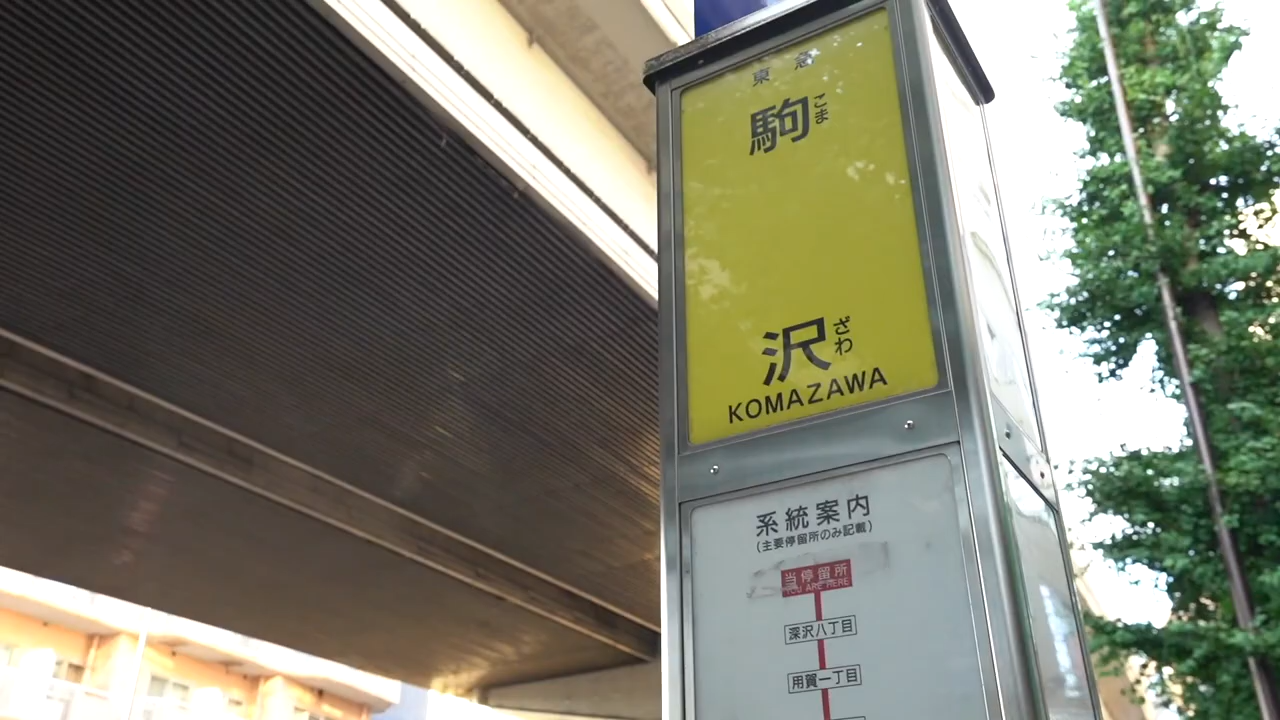 東急
駒
こま
沢
ざわ
KOMAZAWA
系統案内
(主要停留所のみ記載)
当停留所
YOU ARE HERE
深沢八丁目
用賀一丁目